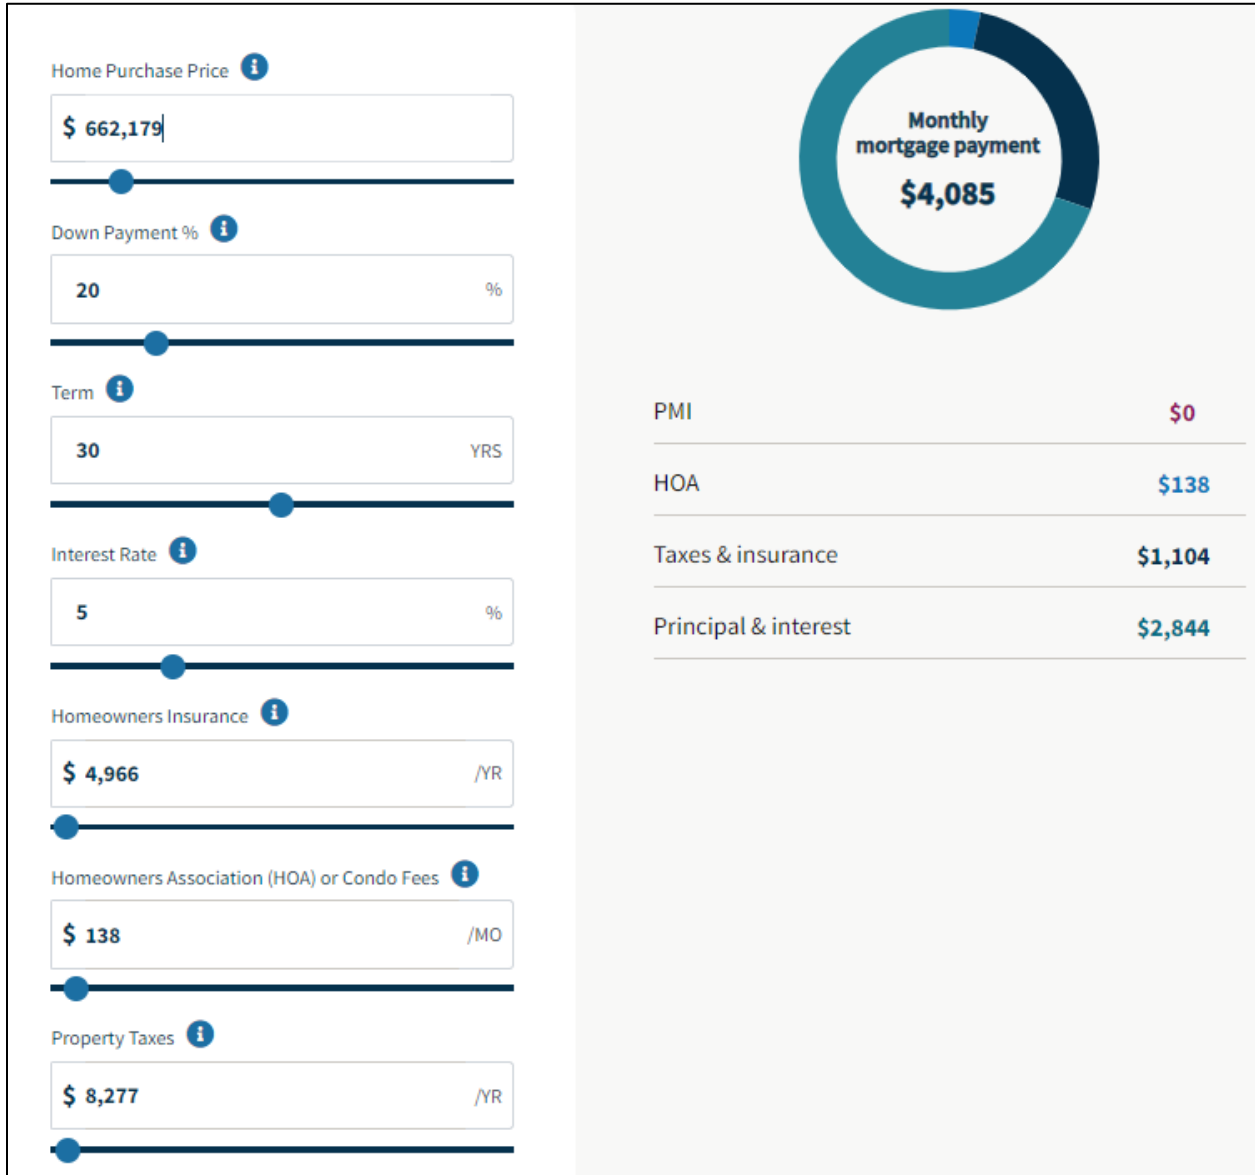 Home Purchase Price
$ 662,179
Down Payment %
20 %
Term
30 YRS
Interest Rate
5 %
Homeowners Insurance
$ 4,966 /YR
Homeowners Association (HOA) or Condo Fees
$ 138 /MO
Property Taxes
$ 8,277 /YR
Monthly
mortgage payment
$4,085
PMI $0
HOA $138
Taxes & insurance $1,104
Principal & interest $2,844